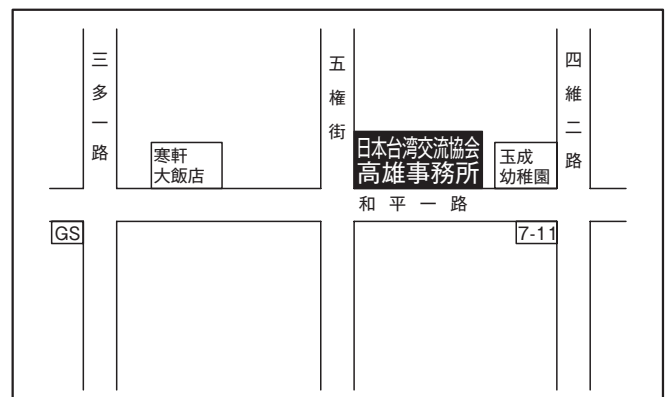 三多一路
五権街
四維二路
寒軒
大飯店
日本台湾交流協会
高雄事務所
玉成
幼稚園
和平一路
GS
7-11